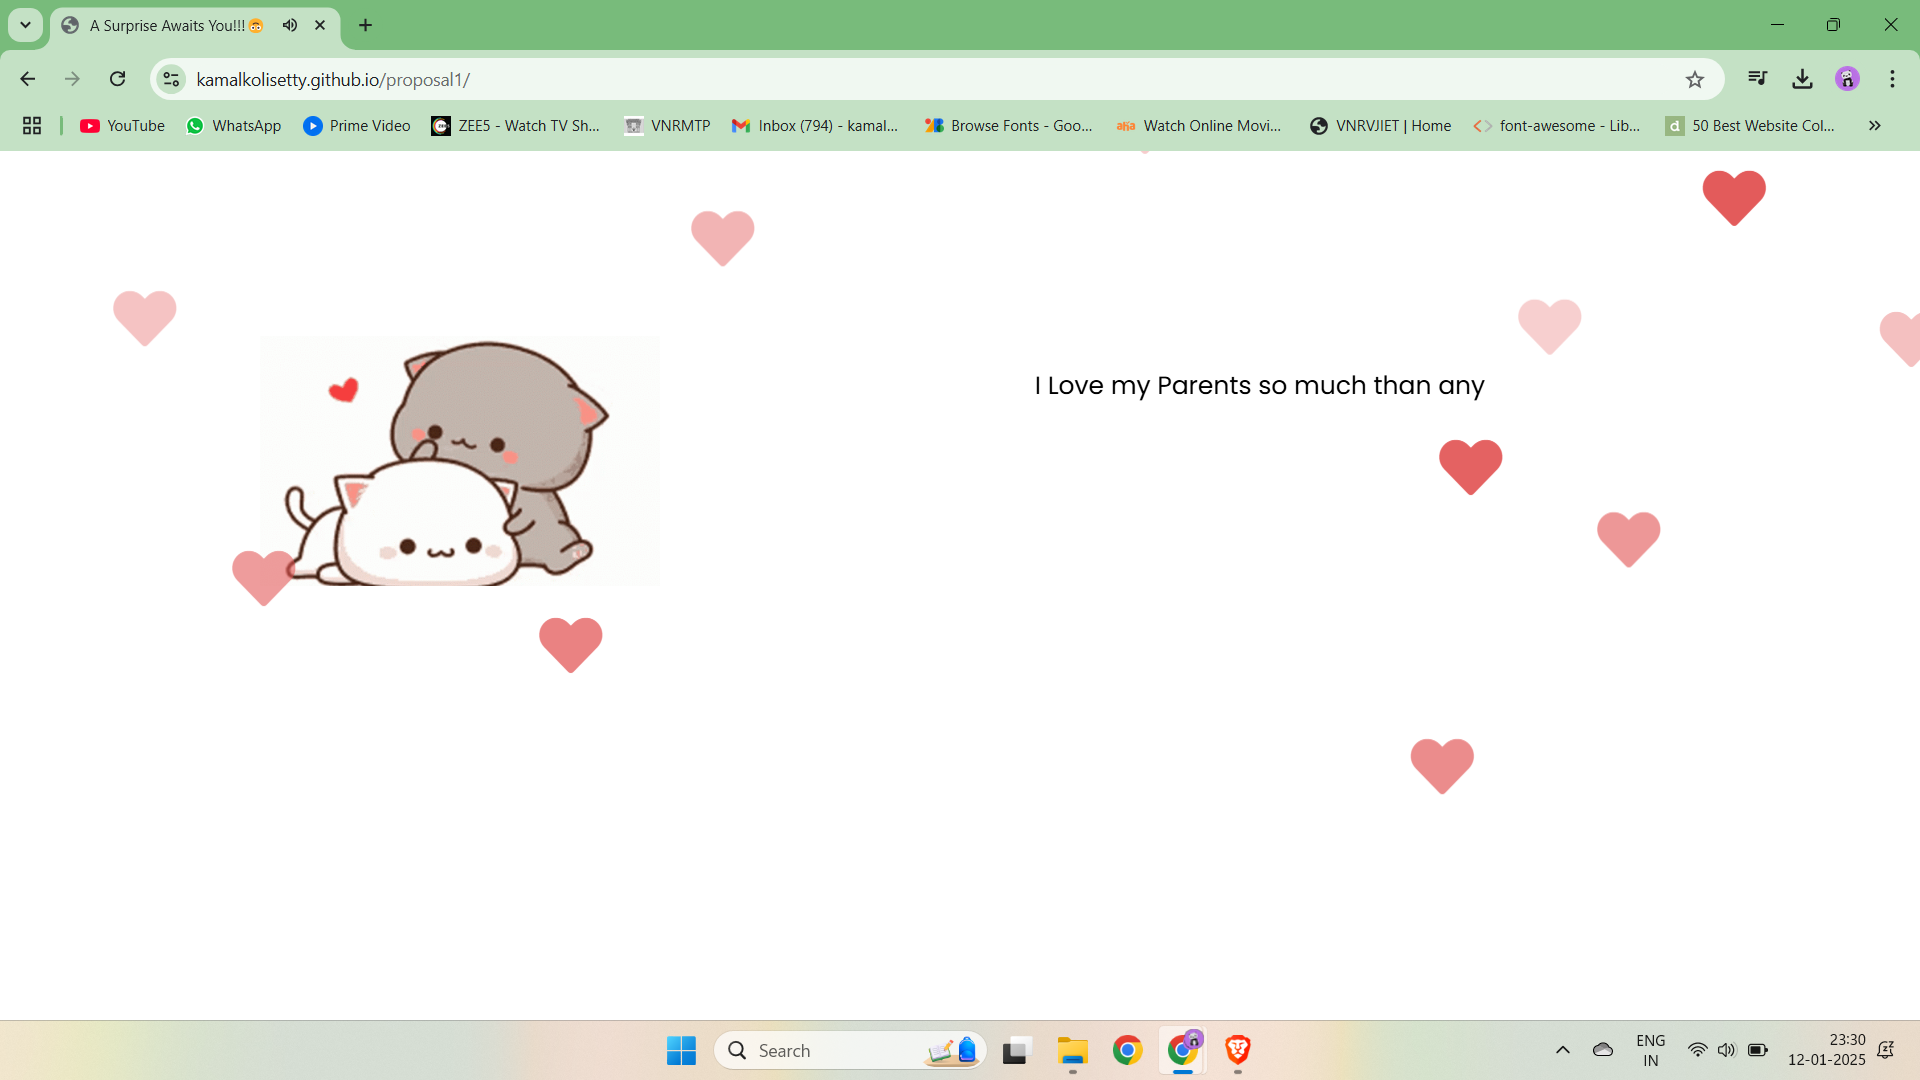 A Surprise Awaits You!!!🙃
kamalkolisetty.github.io/proposal1/
YouTube
WhatsApp
Prime Video
ZEE5 - Watch TV Sh...
VNRMTP
Inbox (794) - kamal...
Browse Fonts - Goo...
aha
Watch Online Movi...
VNRVJIET | Home
font-awesome - Lib...
d
50 Best Website Col...
I Love my Parents so much than any
Search
ENG
IN
23:30
12-01-2025